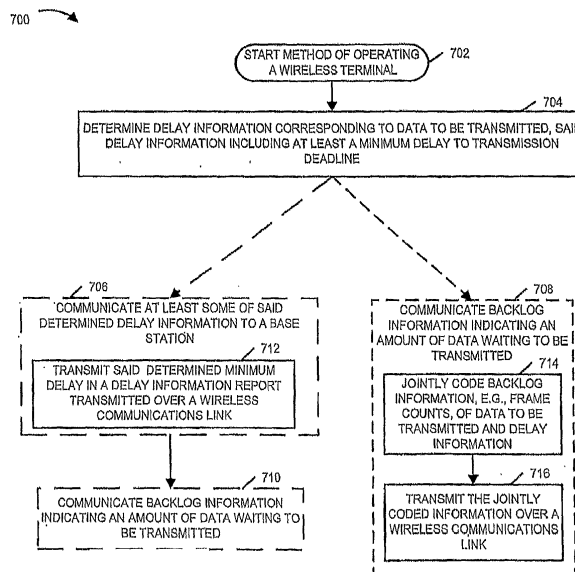 700
START METHOD OF OPERATING
A WIRELESS TERMINAL
702
704
DETERMINE DELAY INFORMATION CORRESPONDING TO DATA TO BE TRANSMITTED, SAI
DELAY INFORMATION INCLUDING AT LEAST A MINIMUM DELAY TO TRANSMISSION
DEADLINE
706
COMMUNICATE AT LEAST SOME OF SAID
DETERMINED DELAY INFORMATION TO A BASE
STATION
712
TRANSMIT SAID DETERMINED MINIMUM
DELAY IN A DELAY INFORMATION REPORT
TRANSMITTED OVER A WIRELESS
COMMUNICATIONS LINK
710
COMMUNICATE BACKLOG INFORMATION
INDICATING AN AMOUNT OF DATA WAITING TO
BE TRANSMITTED
708
COMMUNICATE BACKLOG
INFORMATION INDICATING AN
AMOUNT OF DATA WAITING TO BE
TRANSMITTED
714
JOINTLY CODE BACKLOG
INFORMATION, E.G., FRAME
COUNTS, OF DATA TO BE
TRANSMITTED AND DELAY
INFORMATION
716
TRANSMIT THE JOINTLY
CODED INFORMATION OVER A
WIRELESS COMMUNICATIONS
LINK